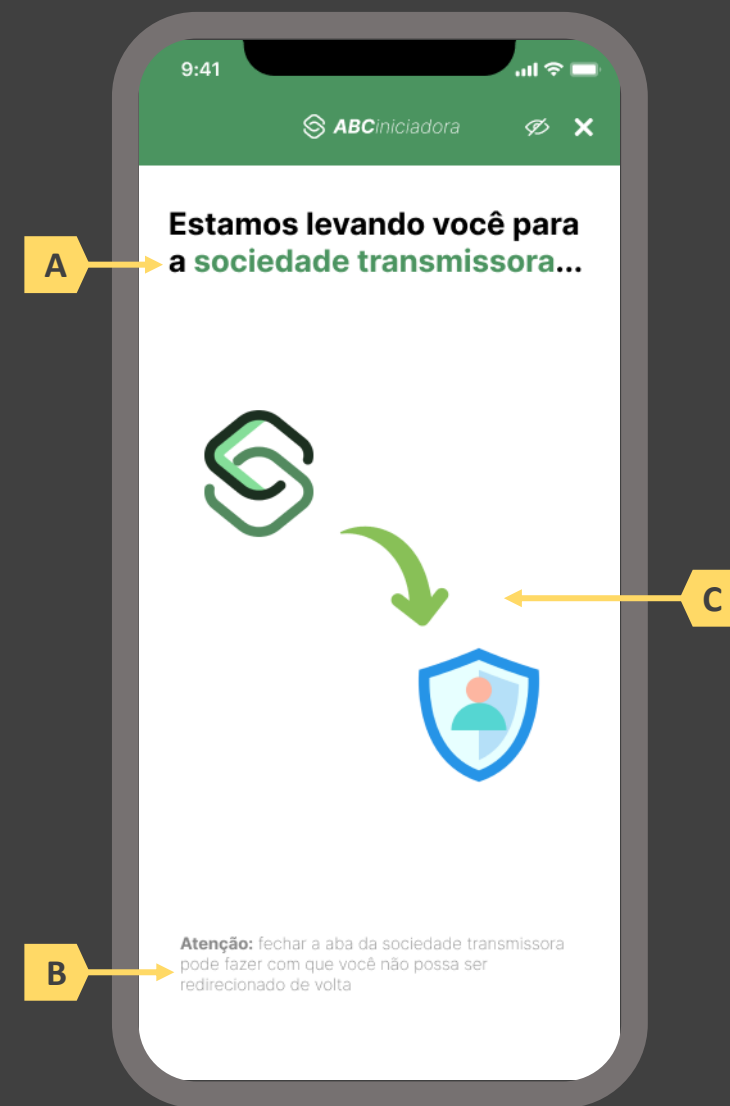 9:41
ABCiniciadora
Estamos levando você para
a sociedade transmissora...
A
C
Atenção: fechar a aba da sociedade transmissora
pode fazer com que você não possa ser
redirecionado de volta
B